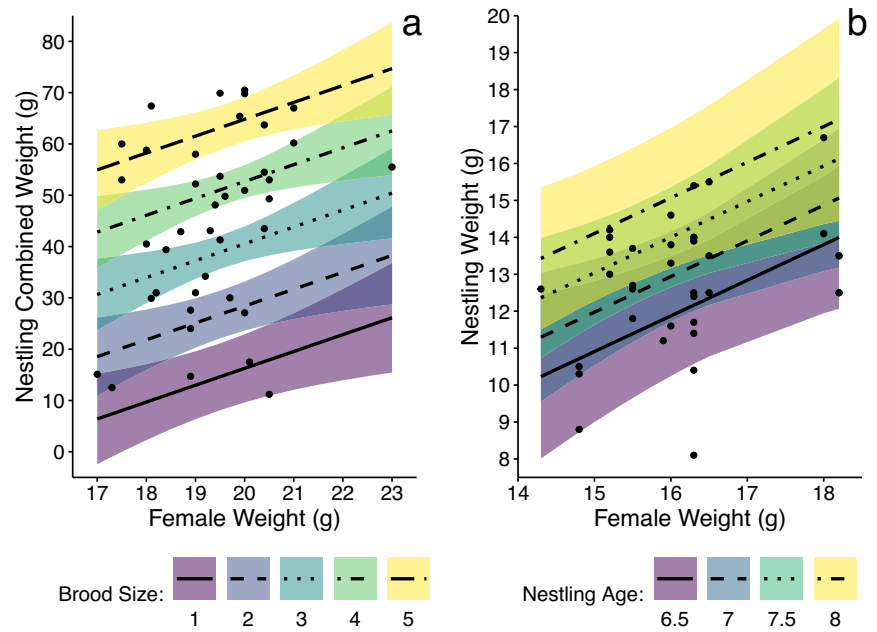 a
80
70
60
50
40
30
20
10
0
Nestling Combined Weight (g)
17 18 19 20 21 22 23
Female Weight (g)
Brood Size:
1 2 3 4 5
b
20
19
18
17
16
15
14
13
12
11
10
9
8
Nestling Weight (g)
14 15 16 17 18
Female Weight (g)
Nestling Age:
6.5 7 7.5 8